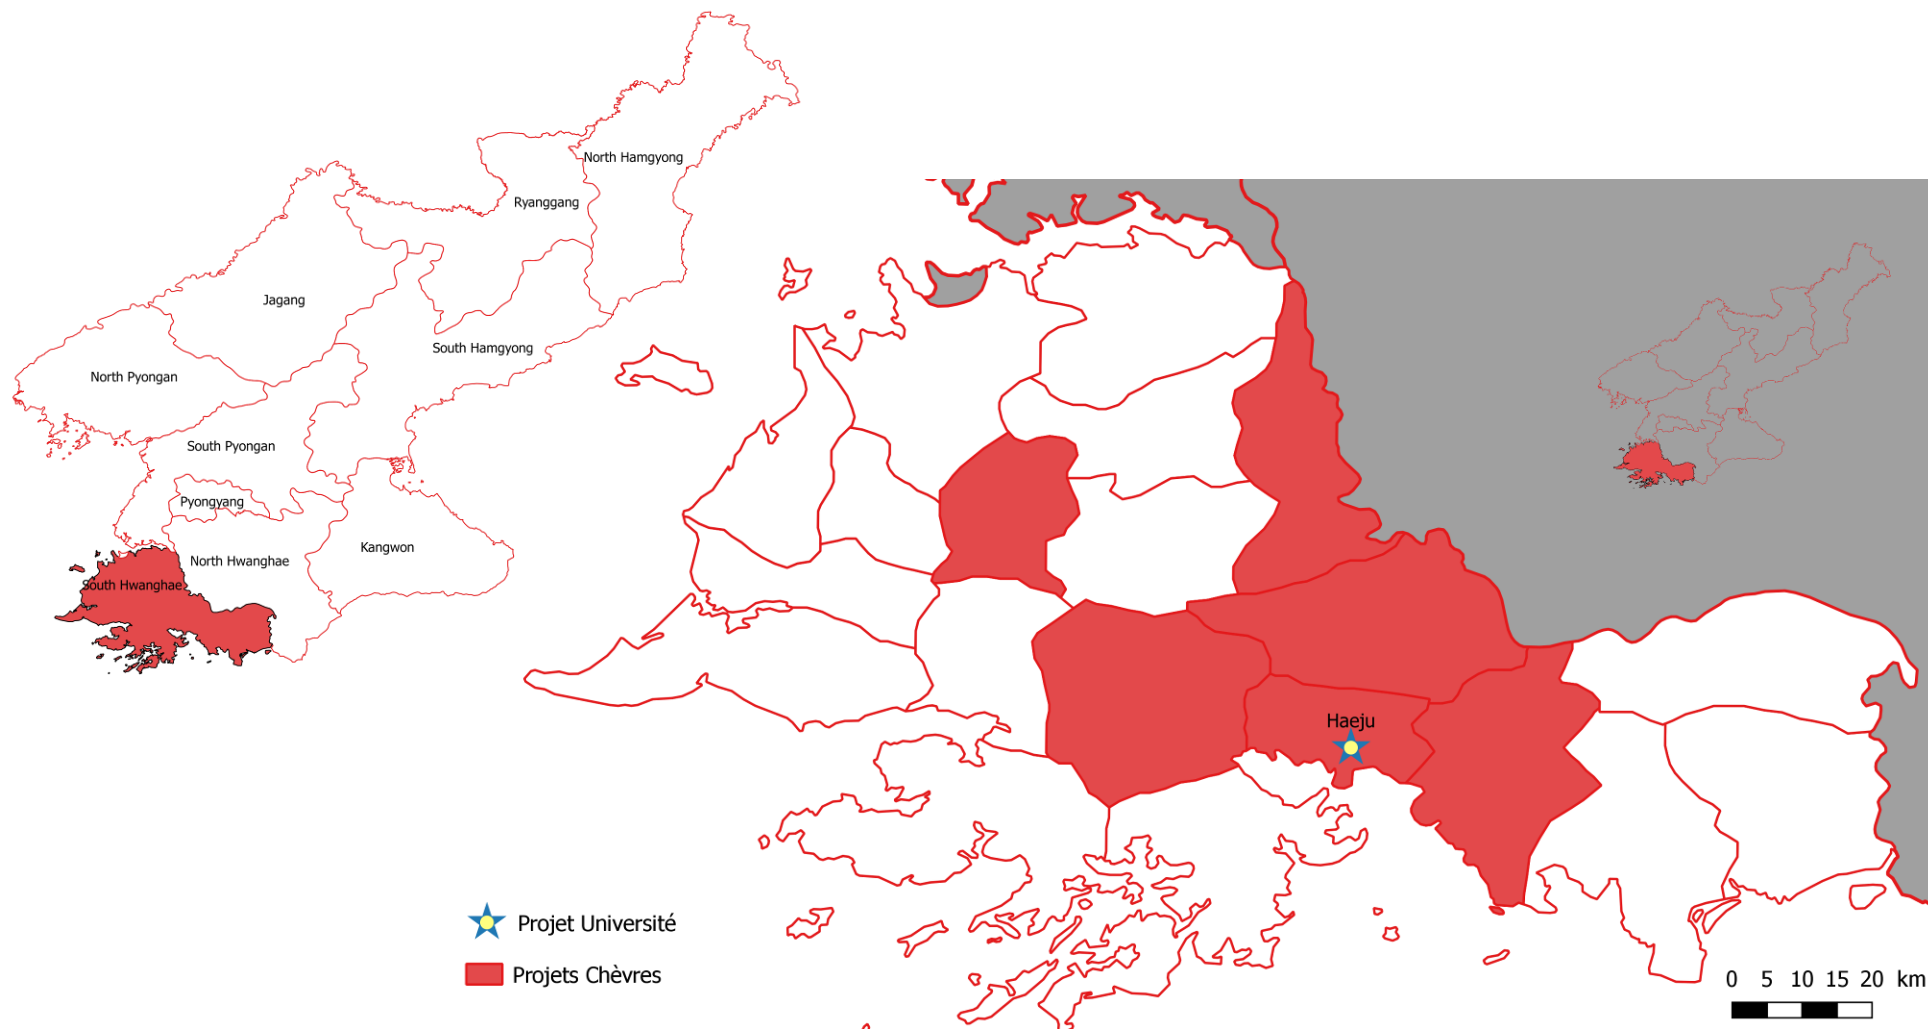 North Hamgyong
Ryanggang
Jagang
South Hamgyong
North Pyongan
South Pyongan
Pyongyang
Kangwon
North Hwanghae
South Hwanghae
Haeju
Projet Université
Projets Chèvres
0 5 10 15 20 km